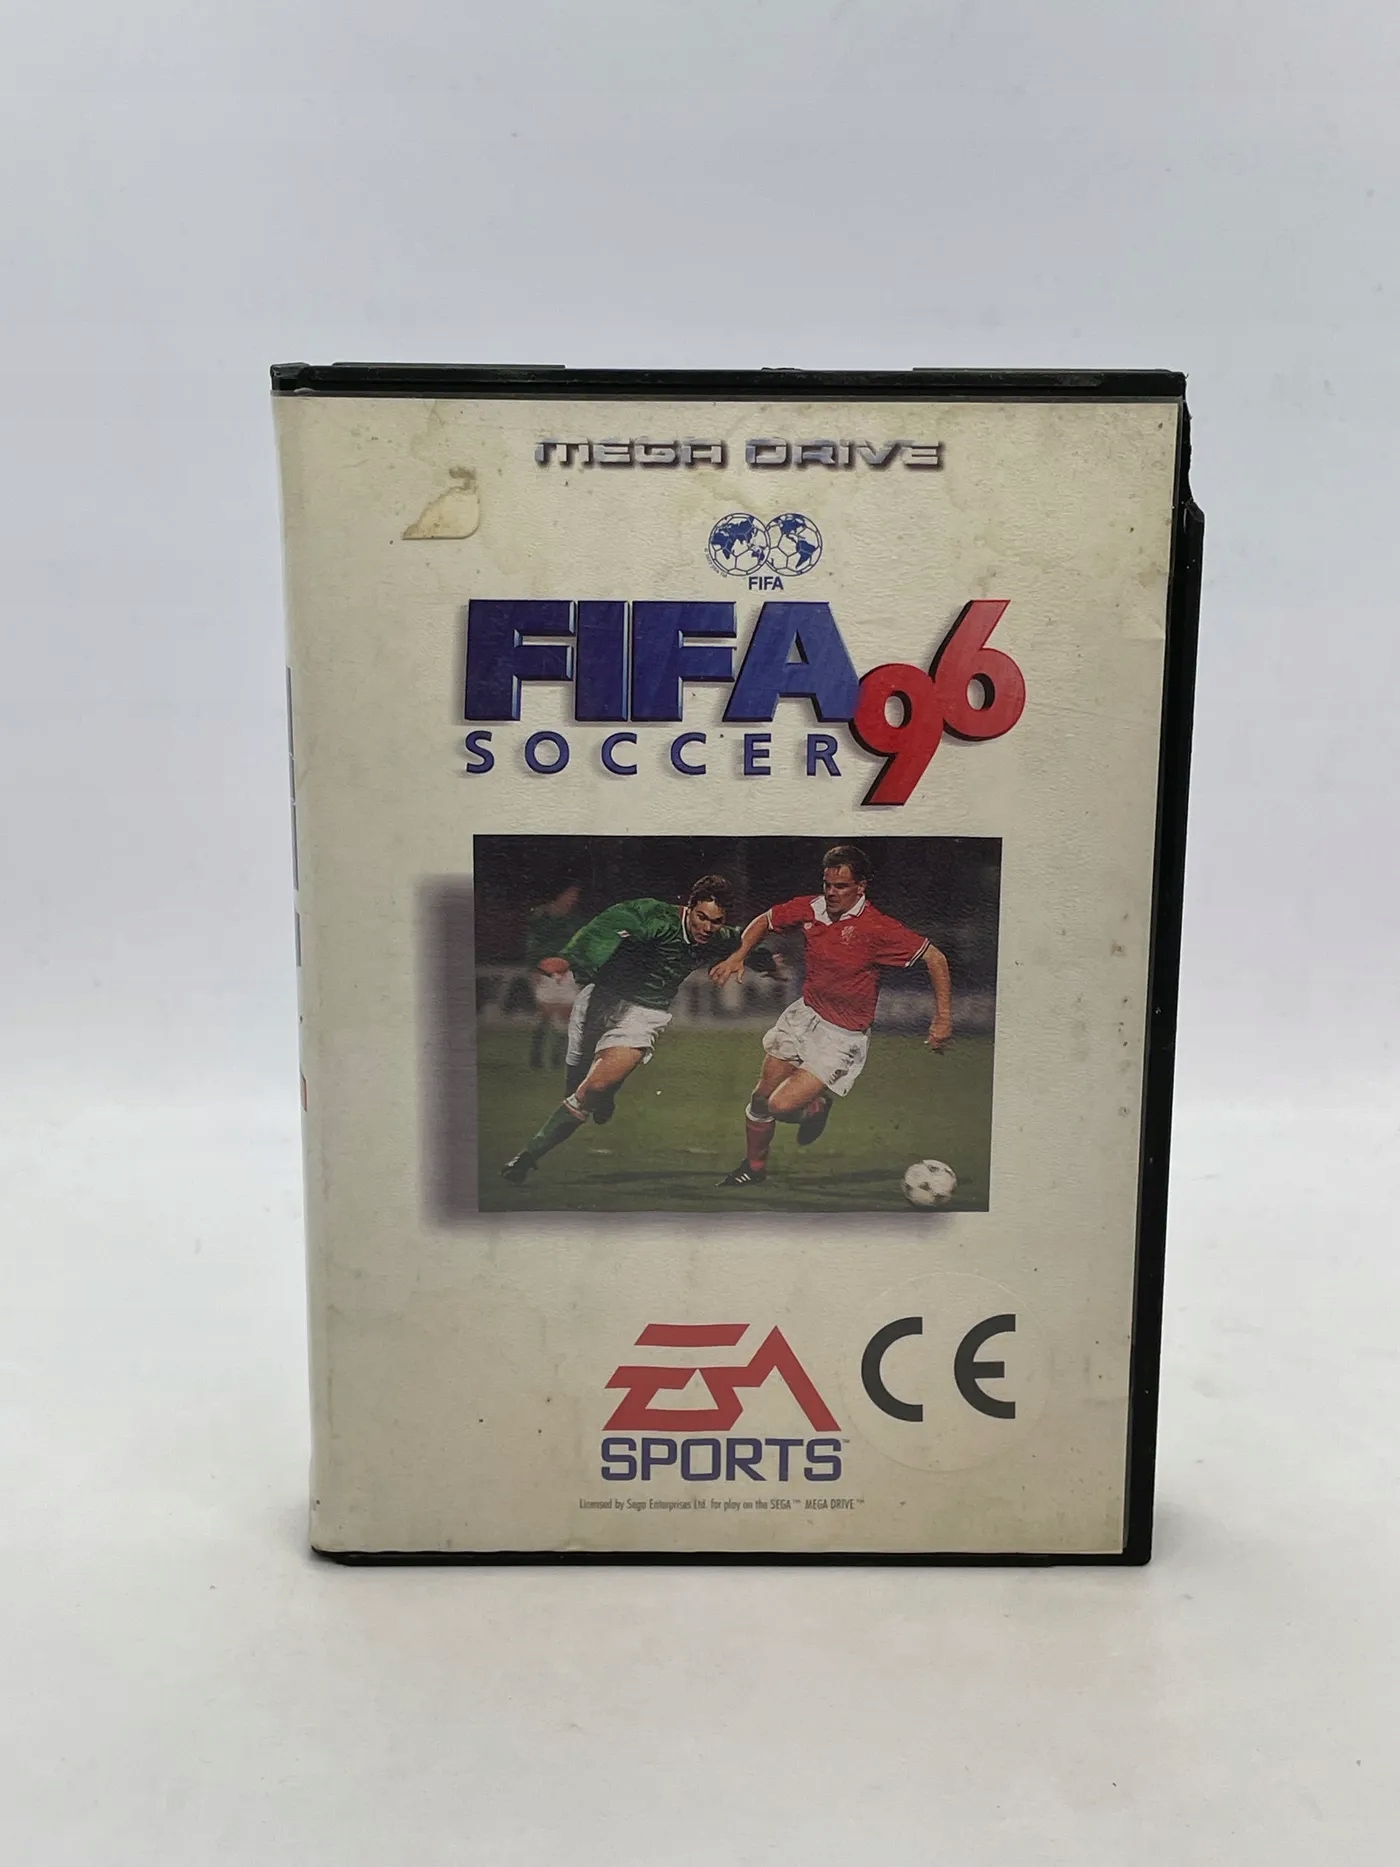 MEGA DRIVE
FIFA
FIFA 96
SOCCER
EA
SPORTS™
CE
Licensed by Sega Enterprises Ltd. for play on the SEGA™ MEGA DRIVE™